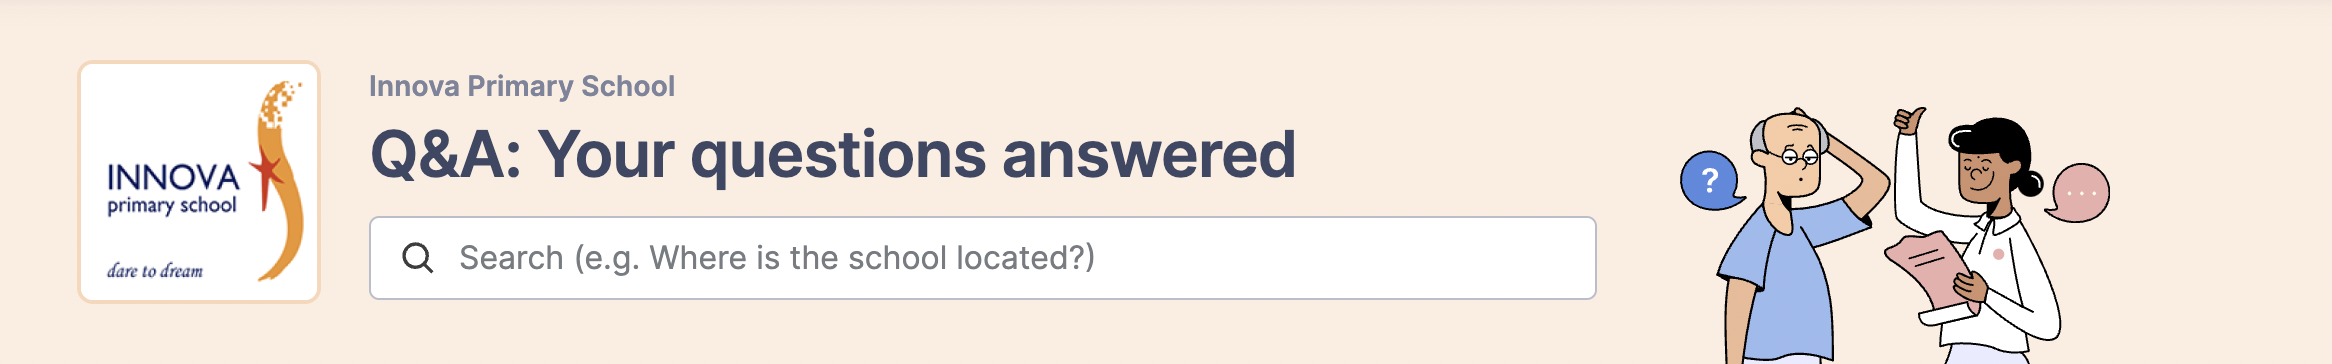 INNOVA
primary school
dare to dream
Innova Primary School
Q&A: Your questions answered
Search (e.g. Where is the school located?)
?
...